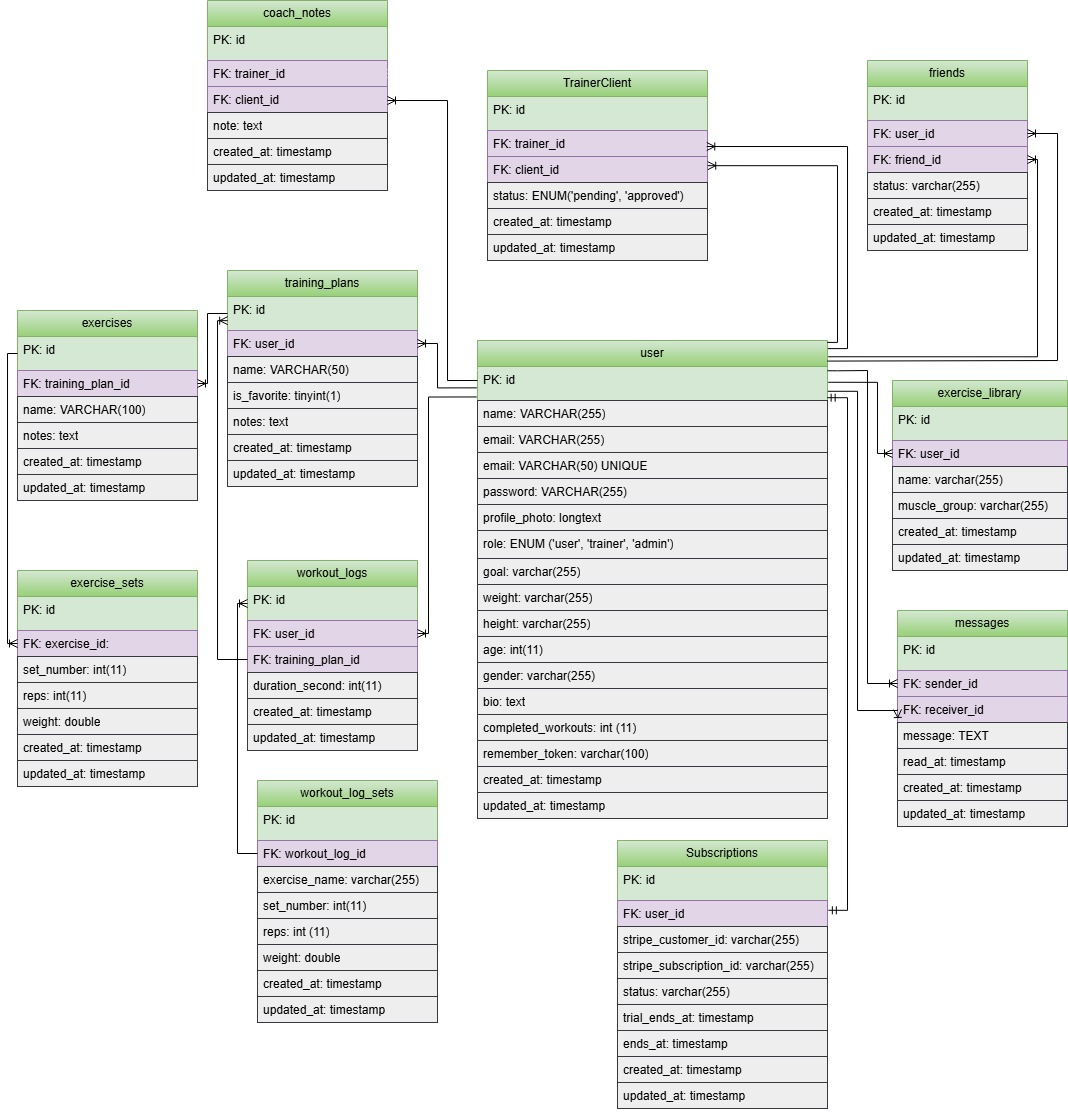 coach_notes
PK: id
FK: trainer_id
FK: client_id
note: text
created_at: timestamp
updated_at: timestamp
TrainerClient
PK: id
FK: trainer_id
FK: client_id
status: ENUM('pending', 'approved')
created_at: timestamp
updated_at: timestamp
friends
PK: id
FK: user_id
FK: friend_id
status: varchar(255)
created_at: timestamp
updated_at: timestamp
training_plans
PK: id
FK: user_id
name: VARCHAR(50)
is_favorite: tinyint(1)
notes: text
created_at: timestamp
updated_at: timestamp
exercises
PK: id
FK: training_plan_id
name: VARCHAR(100)
notes: text
created_at: timestamp
updated_at: timestamp
user
PK: id
name: VARCHAR(255)
email: VARCHAR(255)
email: VARCHAR(50) UNIQUE
password: VARCHAR(255)
profile_photo: longtext
role: ENUM ('user', 'trainer', 'admin')
goal: varchar(255)
weight: varchar(255)
height: varchar(255)
age: int(11)
gender: varchar(255)
bio: text
completed_workouts: int (11)
remember_token: varchar(100)
created_at: timestamp
updated_at: timestamp
exercise_library
PK: id
FK: user_id
name: varchar(255)
muscle_group: varchar(255)
created_at: timestamp
updated_at: timestamp
exercise_sets
PK: id
FK: exercise_id:
set_number: int(11)
reps: int(11)
weight: double
created_at: timestamp
updated_at: timestamp
workout_logs
PK: id
FK: user_id
FK: training_plan_id
duration_second: int(11)
created_at: timestamp
updated_at: timestamp
messages
PK: id
FK: sender_id
FK: receiver_id
message: TEXT
read_at: timestamp
created_at: timestamp
updated_at: timestamp
workout_log_sets
PK: id
FK: workout_log_id
exercise_name: varchar(255)
set_number: int(11)
reps: int (11)
weight: double
created_at: timestamp
updated_at: timestamp
Subscriptions
PK: id
FK: user_id
stripe_customer_id: varchar(255)
stripe_subscription_id: varchar(255)
status: varchar(255)
trial_ends_at: timestamp
ends_at: timestamp
created_at: timestamp
updated_at: timestamp